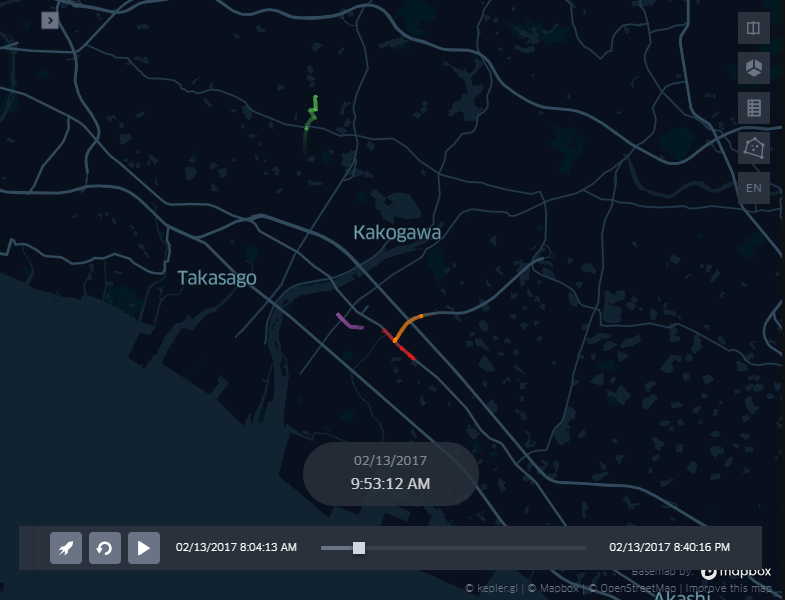 EN
Kakogawa
Takasago
02/13/2017
9:53:12 AM
02/13/2017 8:04:13 AM
02/13/2017 8:40:16 PM
Basemap by:
mapbox
© kepler.gl | © Mapbox | © OpenStreetMap | Improve this map
Akashi